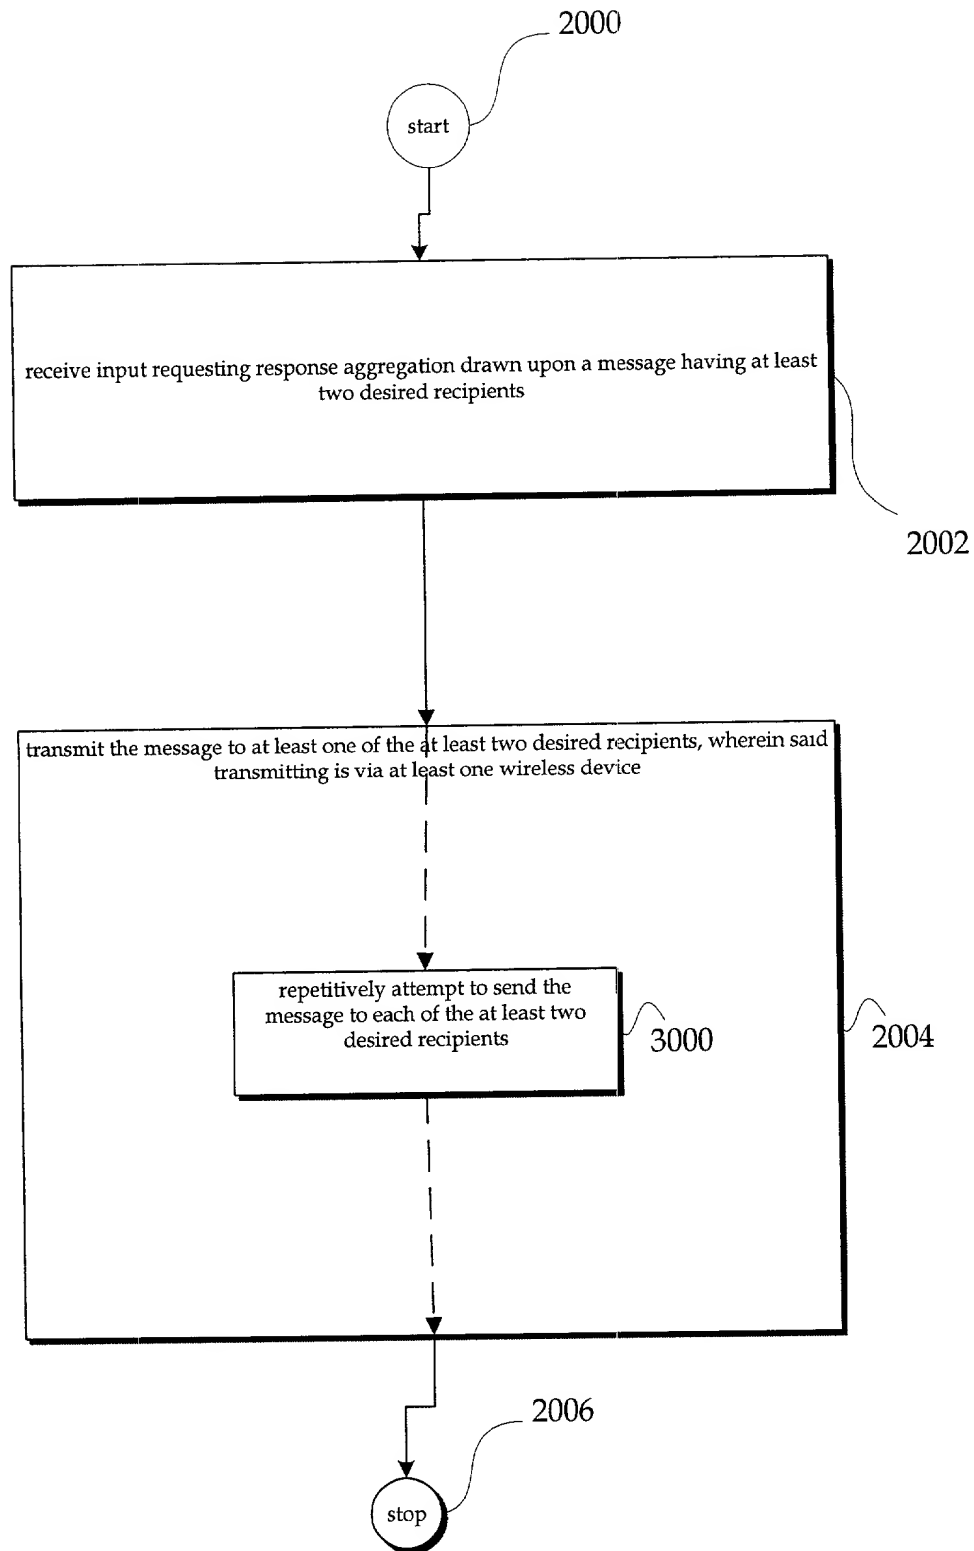 2000
start
receive input requesting response aggregation drawn upon a message having at least
two desired recipients
2002
transmit the message to at least one of the at least two desired recipients, wherein said
transmitting is via at least one wireless device
repetitively attempt to send the
message to each of the at least two
desired recipients
3000
2004
2006
stop